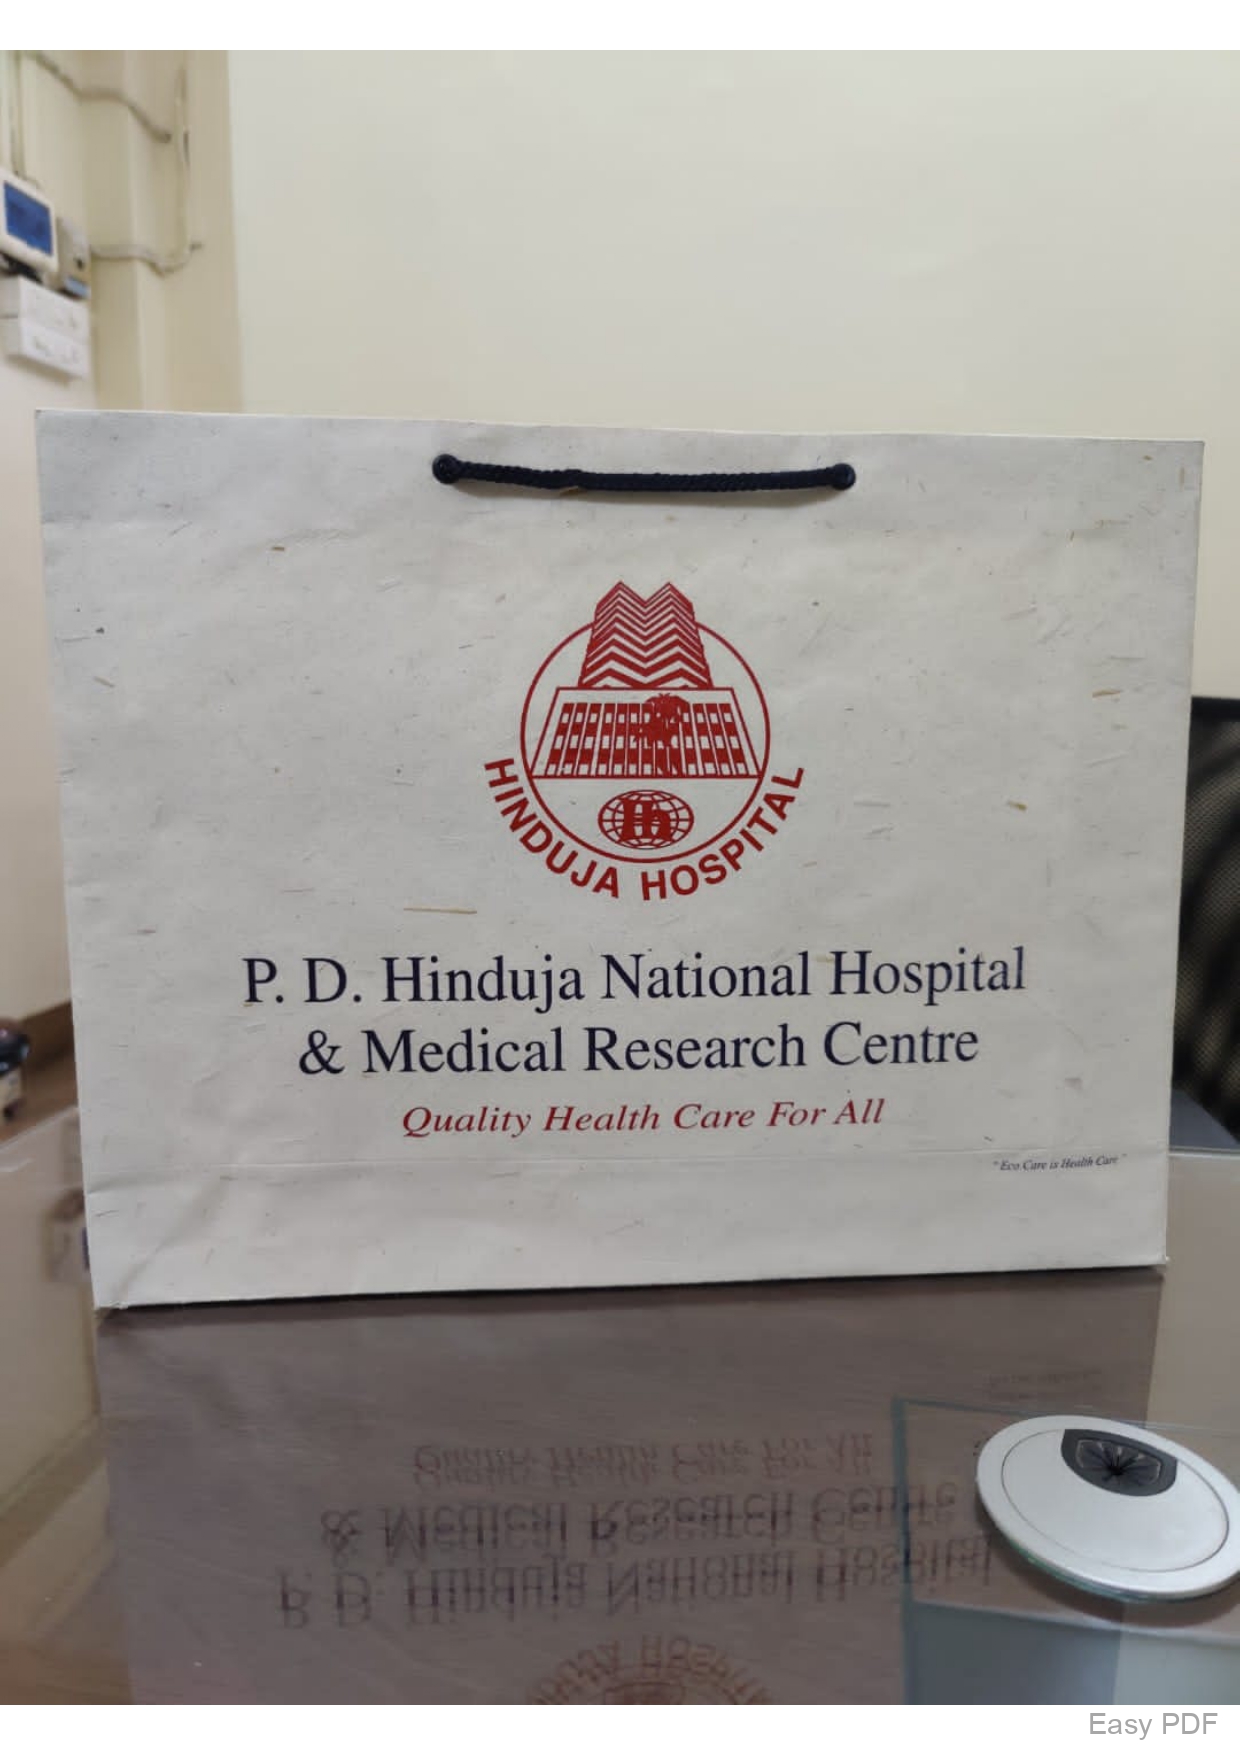 HINDUJA HOSPITAL
P. D. Hinduja National Hospital
& Medical Research Centre
Quality Health Care For All
"Eco Care is Health Care"
Easy PDF